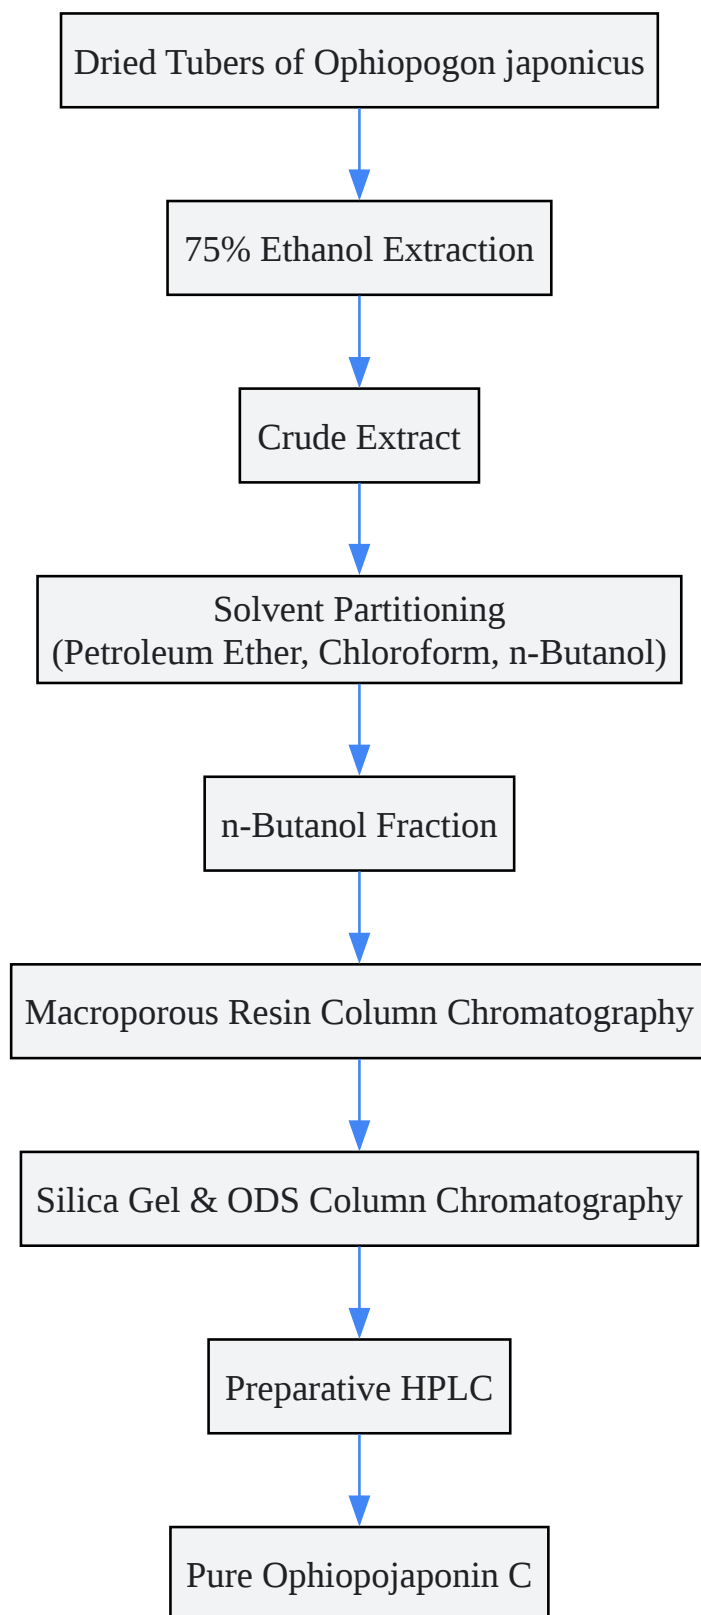 Dried Tubers of Ophiopogon japonicus
75% Ethanol Extraction
Crude Extract
Solvent Partitioning
(Petroleum Ether, Chloroform, n-Butanol)
n-Butanol Fraction
Macroporous Resin Column Chromatography
Silica Gel & ODS Column Chromatography
Preparative HPLC
Pure Ophiopojaponin C